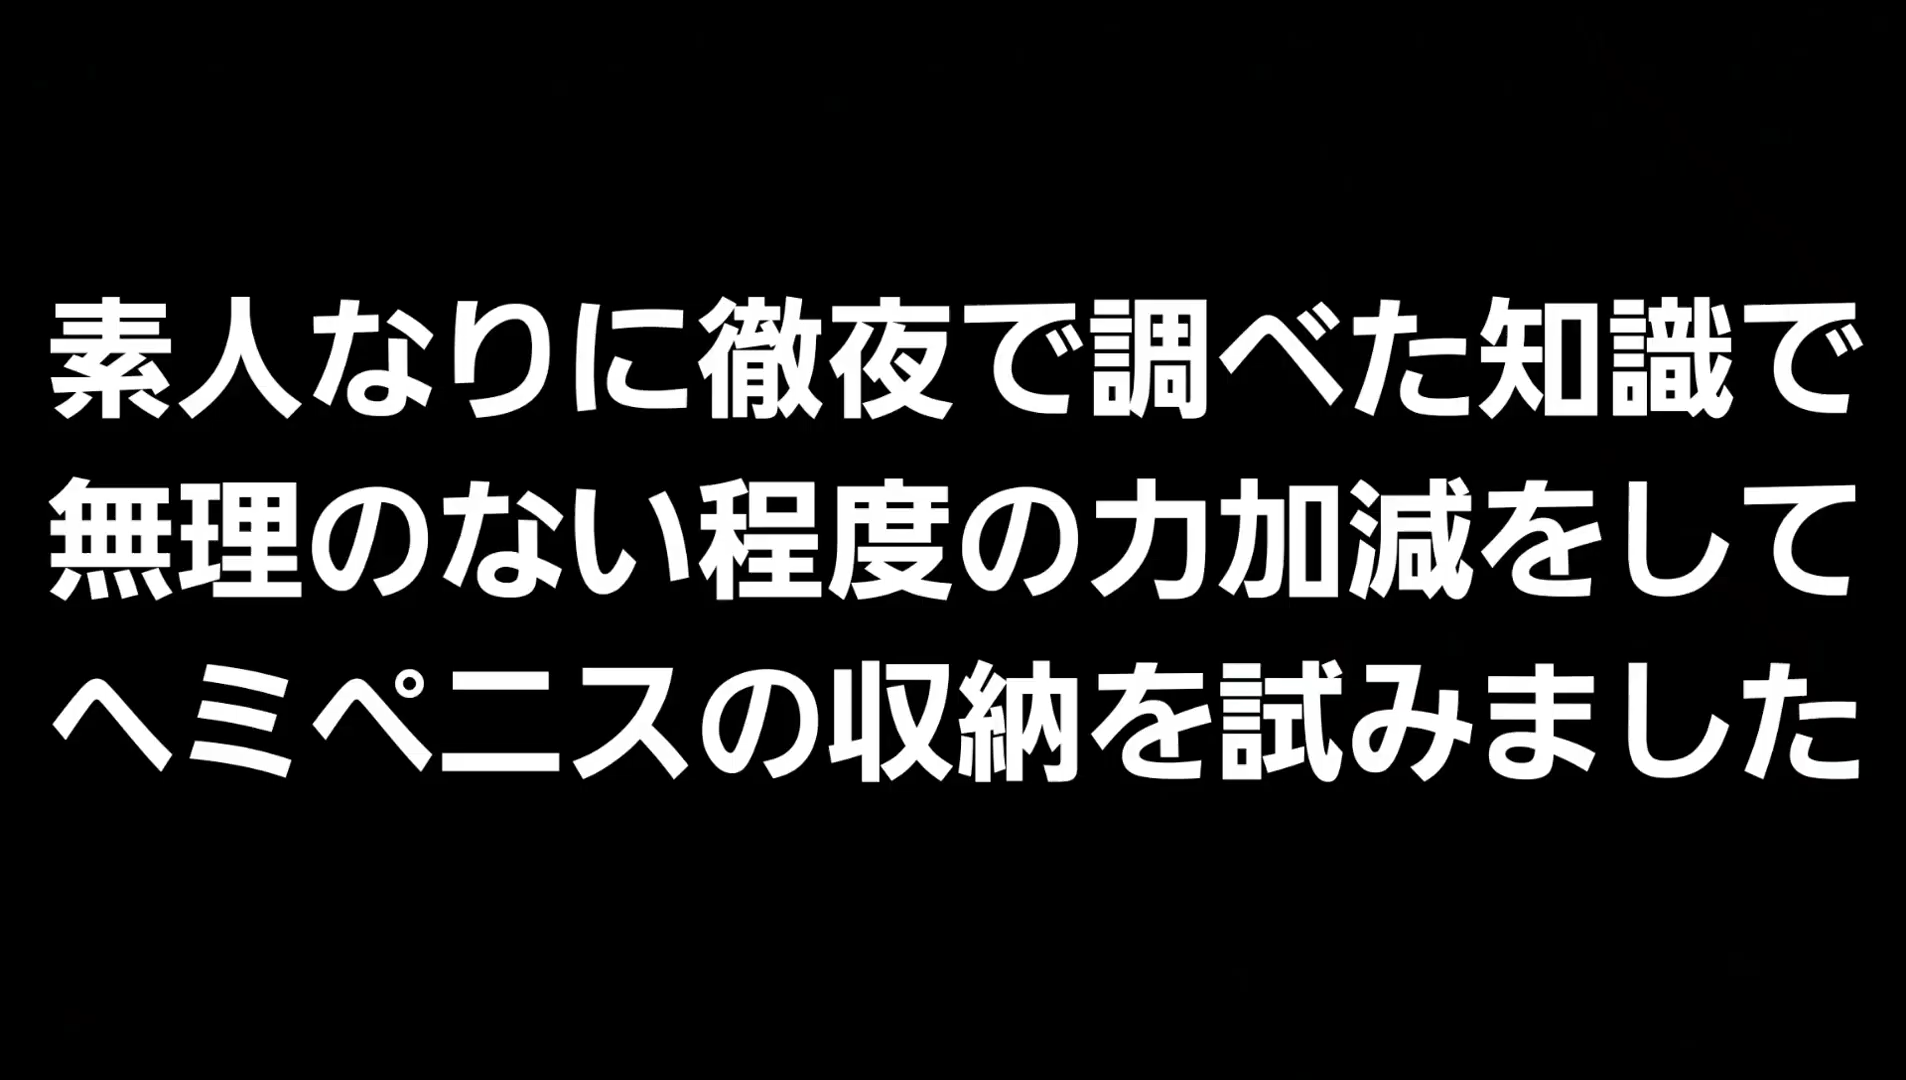 素人なりに徹夜で調べた知識で
無理のない程度の力加減をして
ヘミペニスの収納を試みました